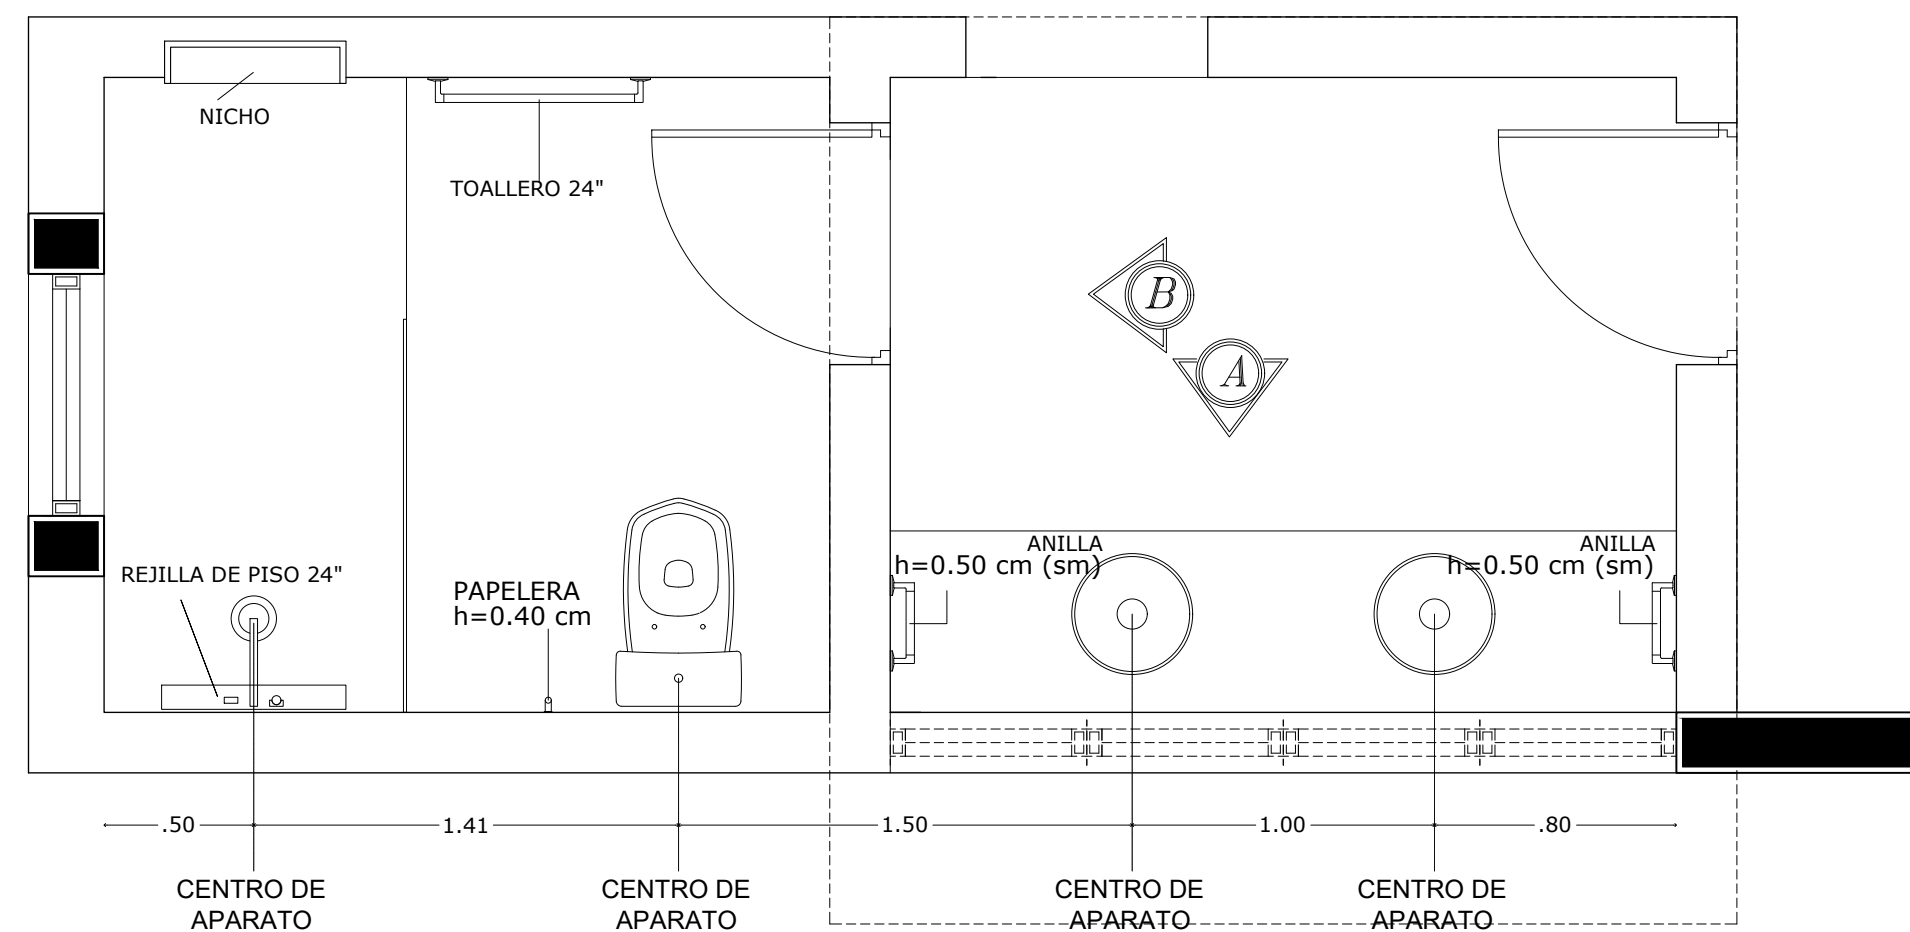 NICHO
TOALLERO 24"
B
A
ANILLA
h=0.50 cm (sm)
ANILLA
h=0.50 cm (sm)
REJILLA DE PISO 24"
PAPELERA
h=0.40 cm
.50
1.41
1.50
1.00
.80
CENTRO DE
APARATO
CENTRO DE
APARATO
CENTRO DE
APARATO
CENTRO DE
APARATO